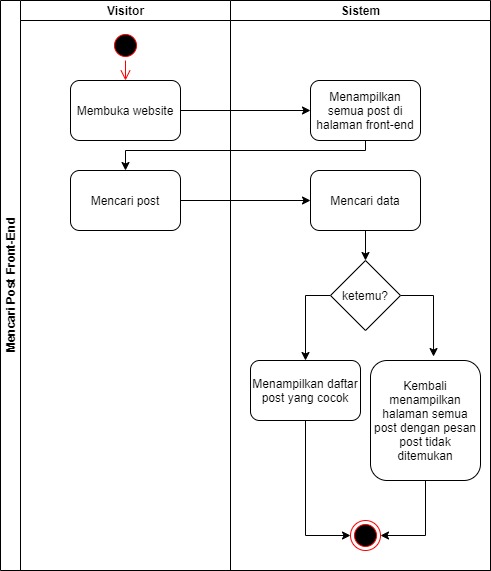 Visitor
Sistem
Mencari Post Front-End
Membuka website
Menampilkan
semua post di
halaman front-end
Mencari post
Mencari data
ketemu?
Menampilkan daftar
post yang cocok
Kembali
menampilkan
halaman semua
post dengan pesan
post tidak
ditemukan